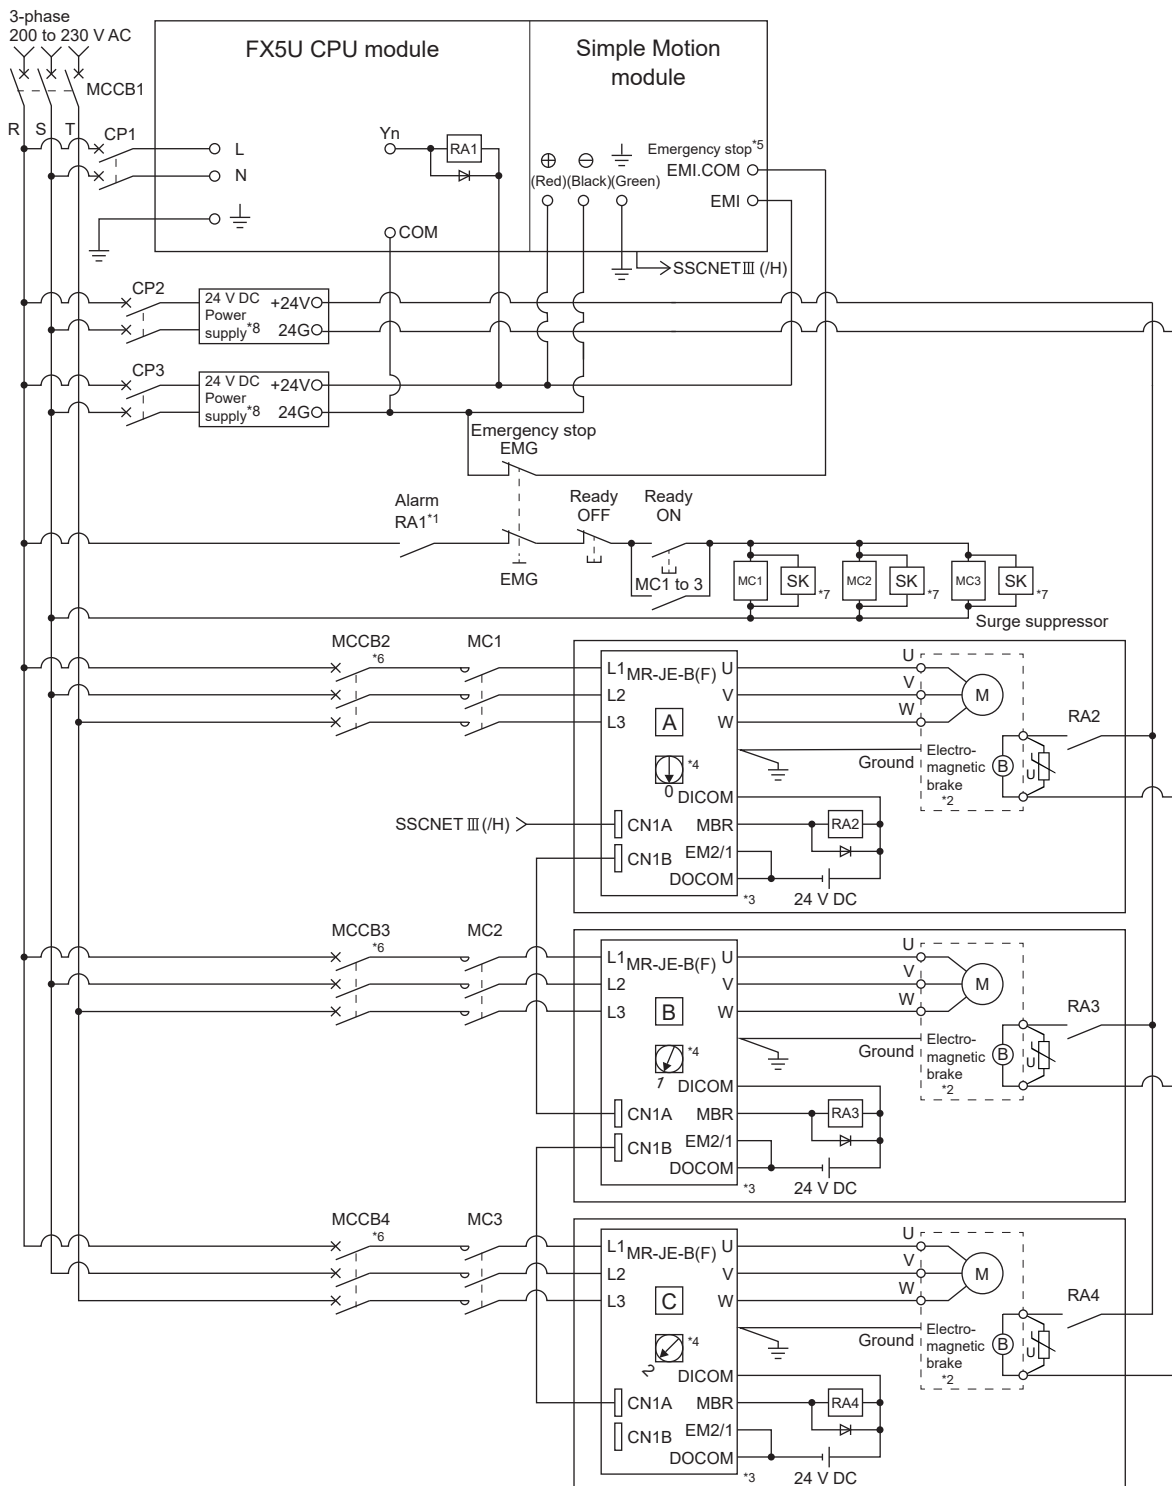 3-phase
200 to 230 V AC
MCCB1
R S T
CP1
FX5U CPU module
Simple Motion
module
L
N
Yn
RA1
COM
Emergency stop*5
⊕ ⊖
(Red) (Black) (Green)
EMI.COM
EMI
SSCNETⅢ(/H)
CP2
24 V DC
Power
supply*8
+24V
24G
CP3
24 V DC
Power
supply*8
+24V
24G
Emergency stop
EMG
Alarm
RA1*1
EMG
Ready
OFF
Ready
ON
MC1 to 3
MC1 SK *7
MC2 SK *7
MC3 SK *7
Surge suppressor
MCCB2
*6
MC1
L1 MR-JE-B(F) U
L2 V
L3 A W
*4
0
DICOM
CN1A MBR
CN1B EM2/1
DOCOM
*3
SSCNETⅢ(/H)
U
V
W
M
Ground
Electro-
magnetic
brake
*2
B
U
RA2
RA2
24 V DC
MCCB3
*6
MC2
L1 MR-JE-B(F) U
L2 V
L3 B W
*4
1
DICOM
CN1A MBR
CN1B EM2/1
DOCOM
*3
U
V
W
M
Ground
Electro-
magnetic
brake
*2
B
U
RA3
RA3
24 V DC
MCCB4
*6
MC3
L1 MR-JE-B(F) U
L2 V
L3 C W
*4
2
DICOM
CN1A MBR
CN1B EM2/1
DOCOM
*3
U
V
W
M
Ground
Electro-
magnetic
brake
*2
B
U
RA4
RA4
24 V DC